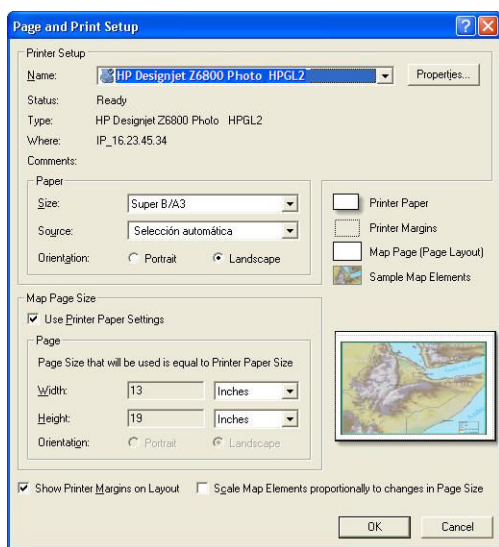 Page and Print Setup
Printer Setup
Name: HP Designjet Z6800 Photo HPGL2 Properties...
Status: Ready
Type: HP Designjet Z6800 Photo HPGL2
Where: IP_16.23.45.34
Comments:
Paper
Size: Super B/A3
Source: Selección automática
Orientation: Portrait Landscape
Printer Paper
Printer Margins
Map Page (Page Layout)
Sample Map Elements
Map Page Size
Use Printer Paper Settings
Page
Page Size that will be used is equal to Printer Paper Size
Width: 13 Inches
Height: 19 Inches
Orientation: Portrait Landscape
Show Printer Margins on Layout Scale Map Elements proportionally to changes in Page Size
OK Cancel